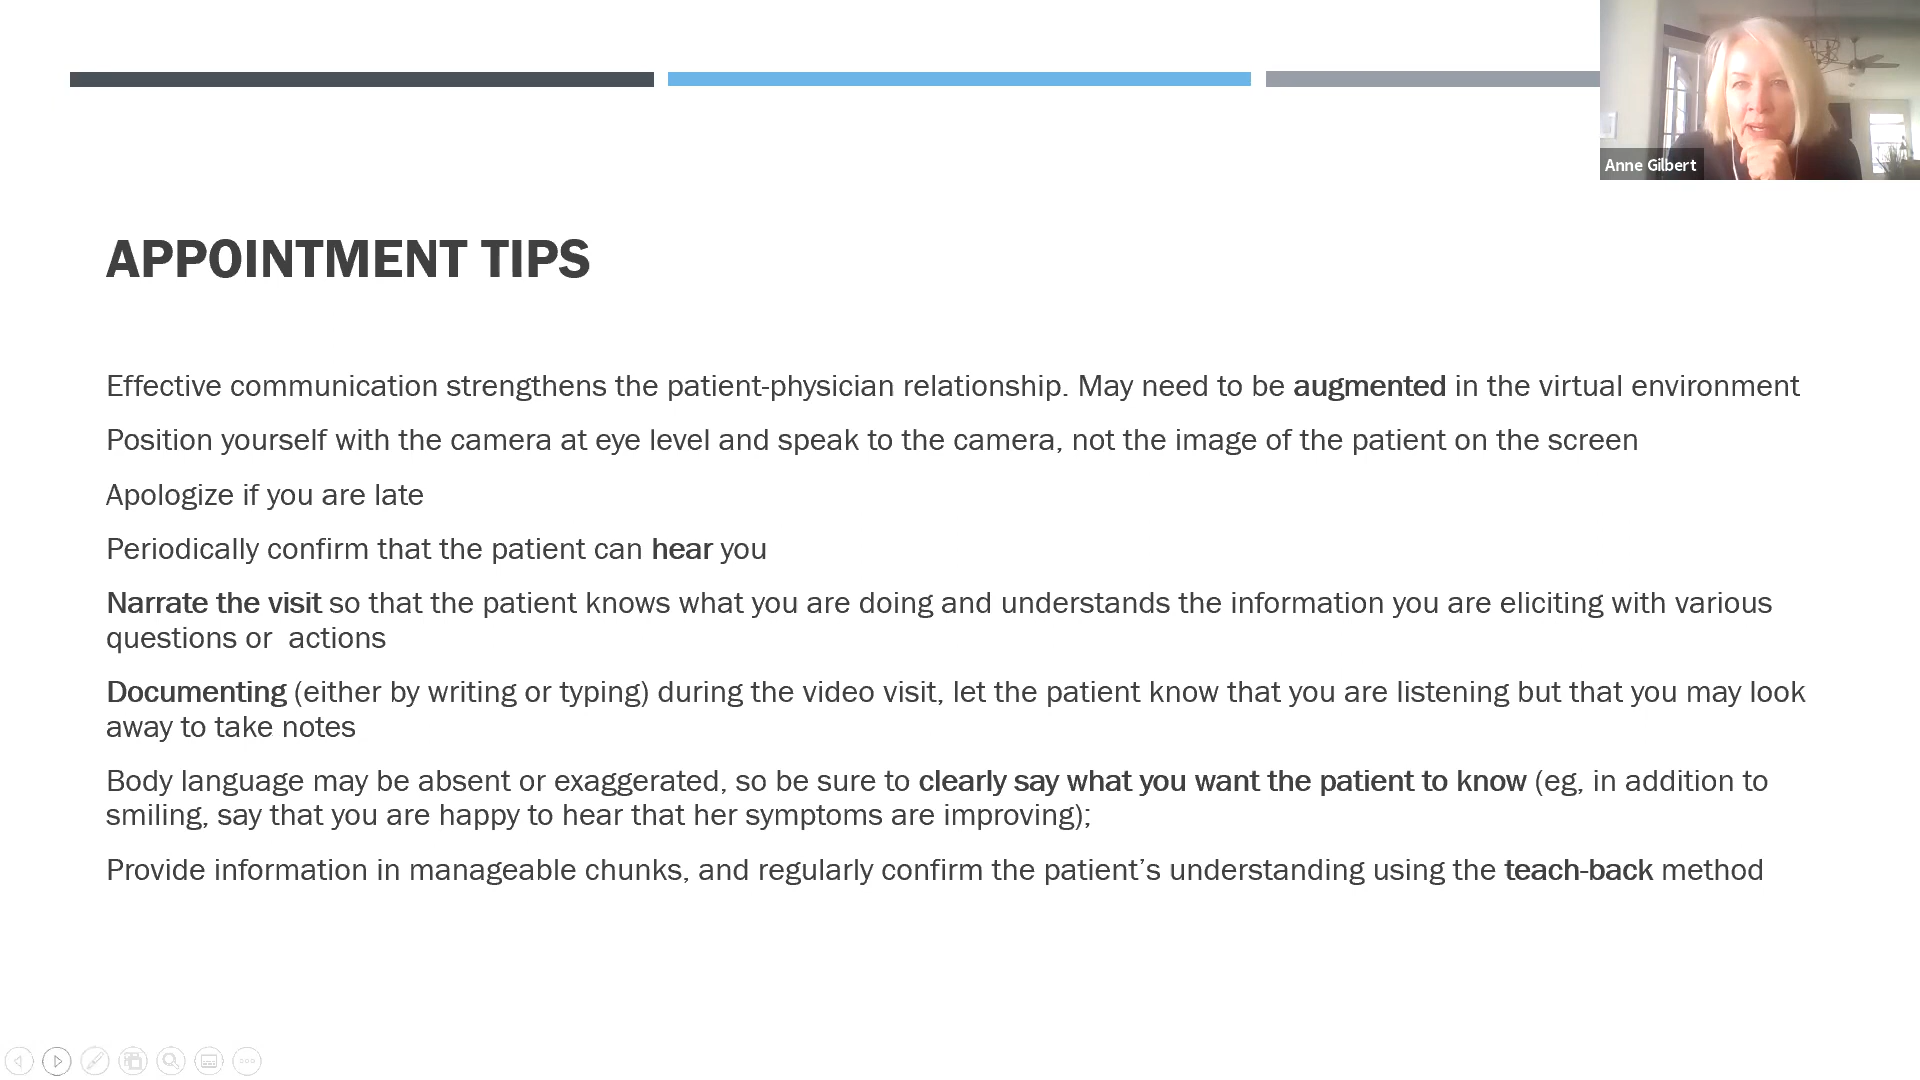 Anne Gilbert
APPOINTMENT TIPS
Effective communication strengthens the patient-physician relationship. May need to be augmented in the virtual environment
Position yourself with the camera at eye level and speak to the camera, not the image of the patient on the screen
Apologize if you are late
Periodically confirm that the patient can hear you
Narrate the visit so that the patient knows what you are doing and understands the information you are eliciting with various
questions or  actions
Documenting (either by writing or typing) during the video visit, let the patient know that you are listening but that you may look
away to take notes
Body language may be absent or exaggerated, so be sure to clearly say what you want the patient to know (eg, in addition to
smiling, say that you are happy to hear that her symptoms are improving);
Provide information in manageable chunks, and regularly confirm the patient’s understanding using the teach-back method